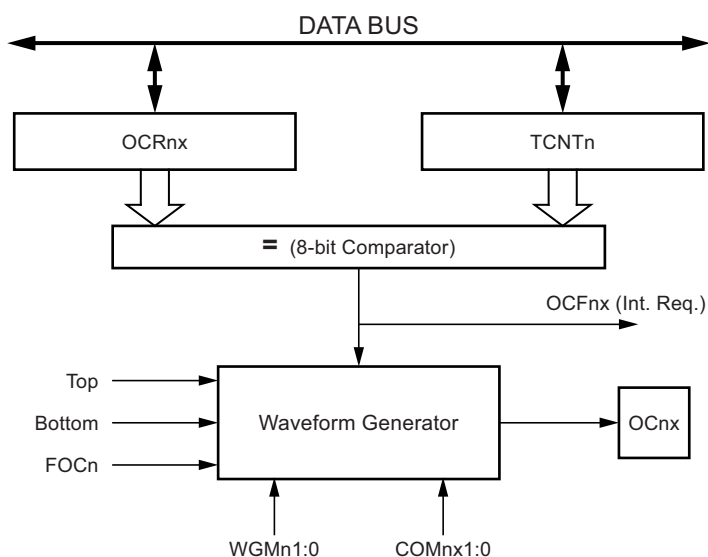 DATA BUS
OCRnx
TCNTn
= (8-bit Comparator)
OCFnx (Int. Req.)
Top
Bottom
FOCn
Waveform Generator
OCnx
WGMn1:0
COMnx1:0